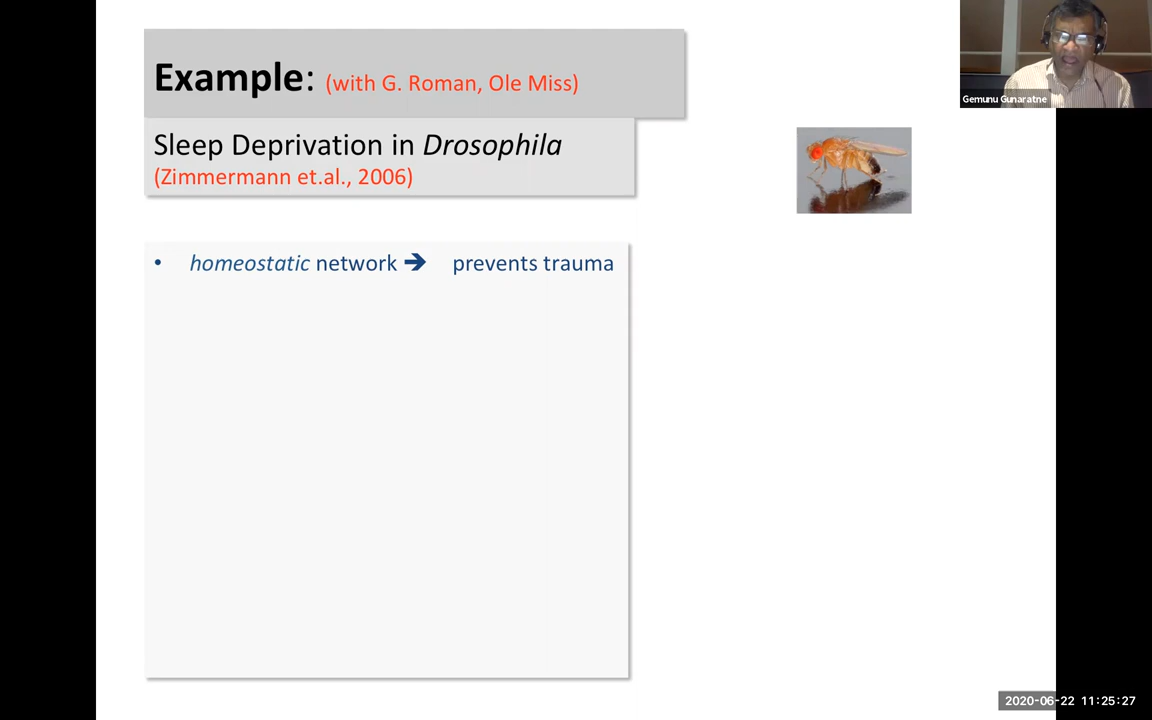 Example: (with G. Roman, Ole Miss)
Gemunu Gunaratne
Sleep Deprivation in Drosophila
(Zimmermann et.al., 2006)
• homeostatic network ➔ prevents trauma
2020-06-22 11:25:27